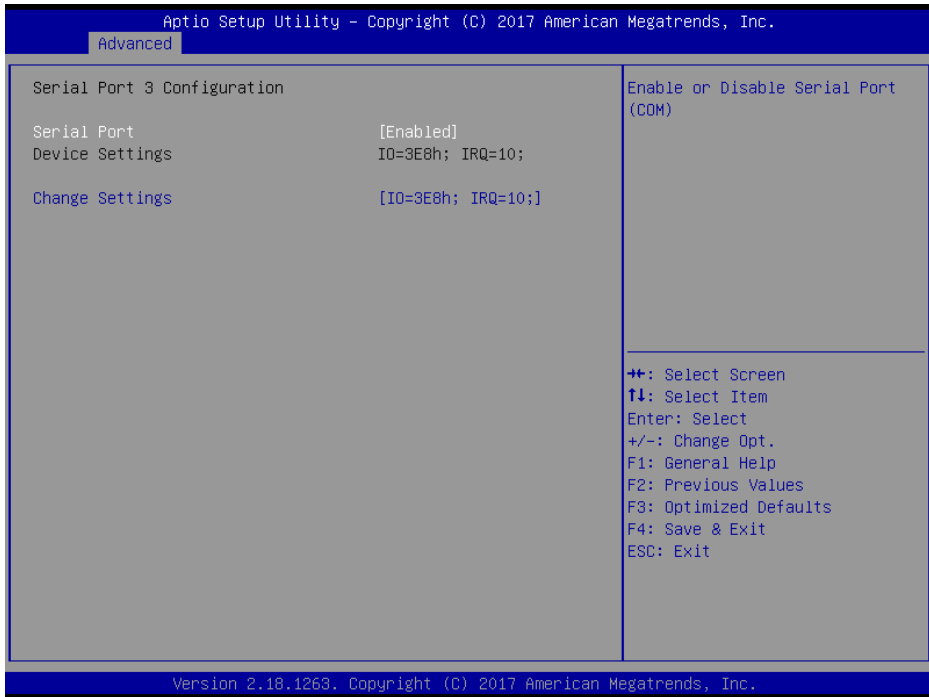 Aptio Setup Utility – Copyright (C) 2017 American Megatrends, Inc.
Advanced
Serial Port 3 Configuration
Serial Port [Enabled]
Device Settings IO=3E8h; IRQ=10;
Change Settings [IO=3E8h; IRQ=10;]
Enable or Disable Serial Port
(COM)
→←: Select Screen
↑↓: Select Item
Enter: Select
+/-: Change Opt.
F1: General Help
F2: Previous Values
F3: Optimized Defaults
F4: Save & Exit
ESC: Exit
Version 2.18.1263. Copyright (C) 2017 American Megatrends, Inc.